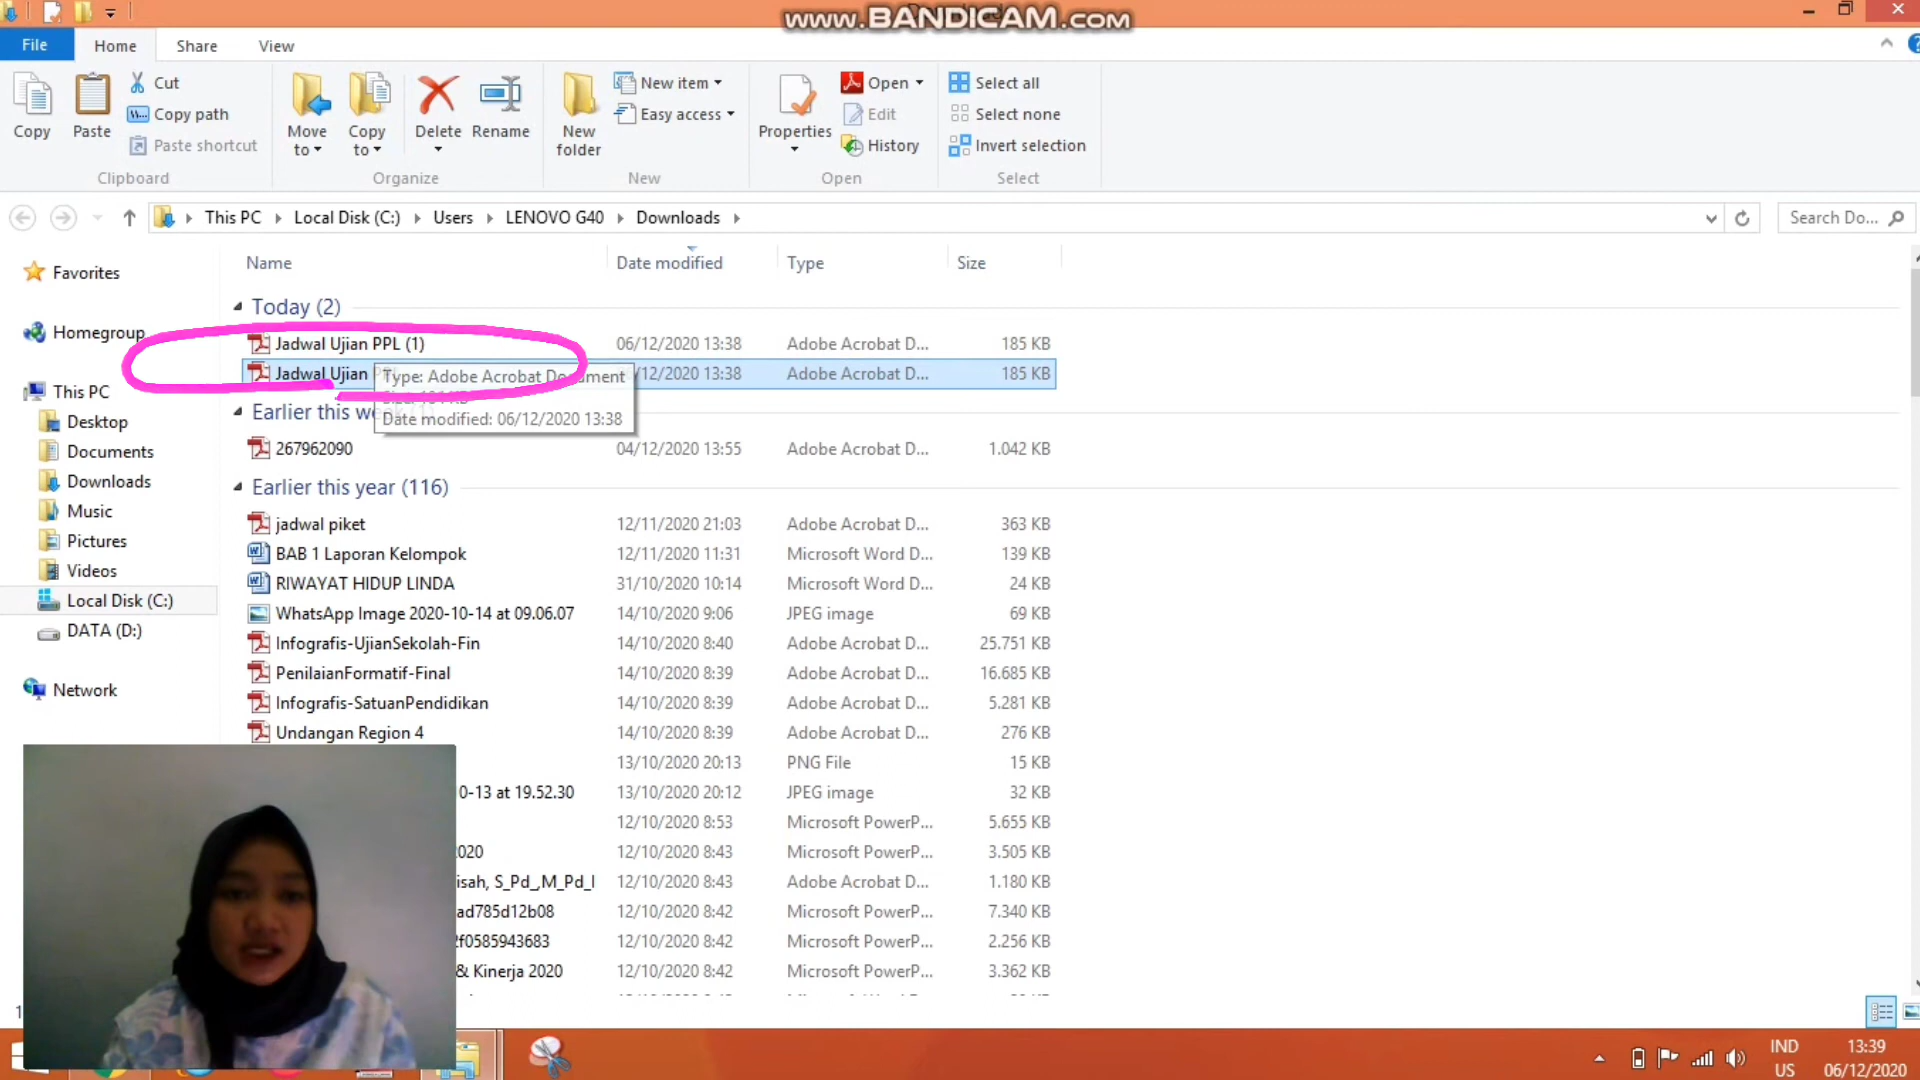 www.BANDICAM.com
File Home Share View
Copy
Paste
Cut
Copy path
Paste shortcut
Clipboard
Move to
Copy to
Delete
Rename
Organize
New folder
New item
Easy access
New
Properties
Open
Edit
History
Open
Select all
Select none
Invert selection
Select
This PC Local Disk (C:) Users LENOVO G40 Downloads
Search Do...
Favorites
Homegroup
This PC
Desktop
Documents
Downloads
Music
Pictures
Videos
Local Disk (C:)
DATA (D:)
Network
Name Date modified Type Size
Today (2)
Jadwal Ujian PPL (1) 06/12/2020 13:38 Adobe Acrobat D... 185 KB
Jadwal Ujian /12/2020 13:38 Adobe Acrobat D... 185 KB
Type: Adobe Acrobat Document
Date modified: 06/12/2020 13:38
Earlier this week (1)
267962090 04/12/2020 13:55 Adobe Acrobat D... 1.042 KB
Earlier this year (116)
jadwal piket 12/11/2020 21:03 Adobe Acrobat D... 363 KB
BAB 1 Laporan Kelompok 12/11/2020 11:31 Microsoft Word D... 139 KB
RIWAYAT HIDUP LINDA 31/10/2020 10:14 Microsoft Word D... 24 KB
WhatsApp Image 2020-10-14 at 09.06.07 14/10/2020 9:06 JPEG image 69 KB
Infografis-UjianSekolah-Fin 14/10/2020 8:40 Adobe Acrobat D... 25.751 KB
PenilaianFormatif-Final 14/10/2020 8:39 Adobe Acrobat D... 16.685 KB
Infografis-SatuanPendidikan 14/10/2020 8:39 Adobe Acrobat D... 5.281 KB
Undangan Region 4 14/10/2020 8:39 Adobe Acrobat D... 276 KB
13/10/2020 20:13 PNG File 15 KB
0-13 at 19.52.30 13/10/2020 20:12 JPEG image 32 KB
12/10/2020 8:53 Microsoft PowerP... 5.655 KB
2020 12/10/2020 8:43 Microsoft PowerP... 3.505 KB
isah, S_Pd_,M_Pd_I 12/10/2020 8:43 Adobe Acrobat D... 1.180 KB
ad785d12b08 12/10/2020 8:42 Microsoft PowerP... 7.340 KB
2f0585943683 12/10/2020 8:42 Microsoft PowerP... 2.256 KB
& Kinerja 2020 12/10/2020 8:42 Microsoft PowerP... 3.362 KB
IND
US
13:39
06/12/2020